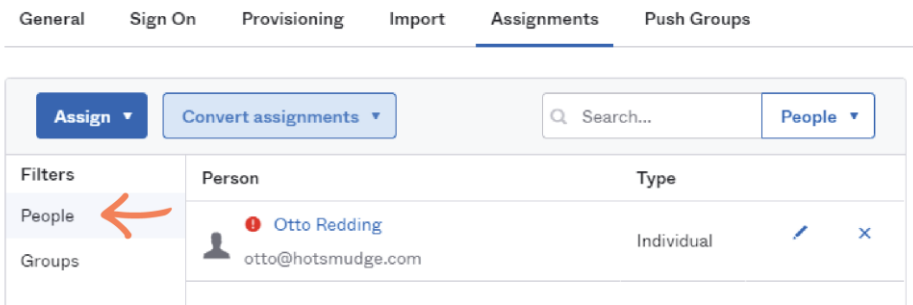 General Sign On Provisioning Import Assignments Push Groups
Assign Convert assignments Search... People
Filters Person Type
People
Otto Redding
otto@hotsmudge.com Individual
Groups